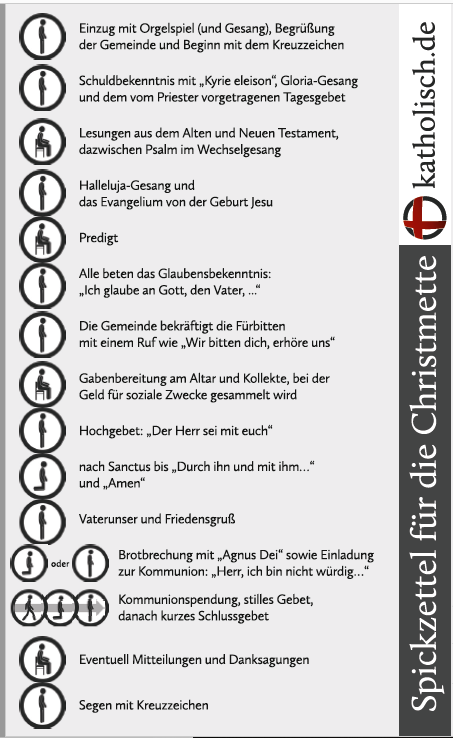 Einzug mit Orgelspiel (und Gesang), Begrüßung
der Gemeinde und Beginn mit dem Kreuzzeichen
Schuldbekenntnis mit „Kyrie eleison“, Gloria-Gesang
und dem vom Priester vorgetragenen Tagesgebet
Lesungen aus dem Alten und Neuen Testament,
dazwischen Psalm im Wechselgesang
Halleluja-Gesang und
das Evangelium von der Geburt Jesu
Predigt
Alle beten das Glaubensbekenntnis:
„Ich glaube an Gott, den Vater, ...“
Die Gemeinde bekräftigt die Fürbitten
mit einem Ruf wie „Wir bitten dich, erhöre uns“
Gabenbereitung am Altar und Kollekte, bei der
Geld für soziale Zwecke gesammelt wird
Hochgebet: „Der Herr sei mit euch“
nach Sanctus bis „Durch ihn und mit ihm...“
und „Amen“
Vaterunser und Friedensgruß
oder
Brotbrechung mit „Agnus Dei“ sowie Einladung
zur Kommunion: „Herr, ich bin nicht würdig...“
Kommunionspendung, stilles Gebet,
danach kurzes Schlussgebet
Eventuell Mitteilungen und Danksagungen
Segen mit Kreuzzeichen
Spickzettel für die Christmette
katholisch.de